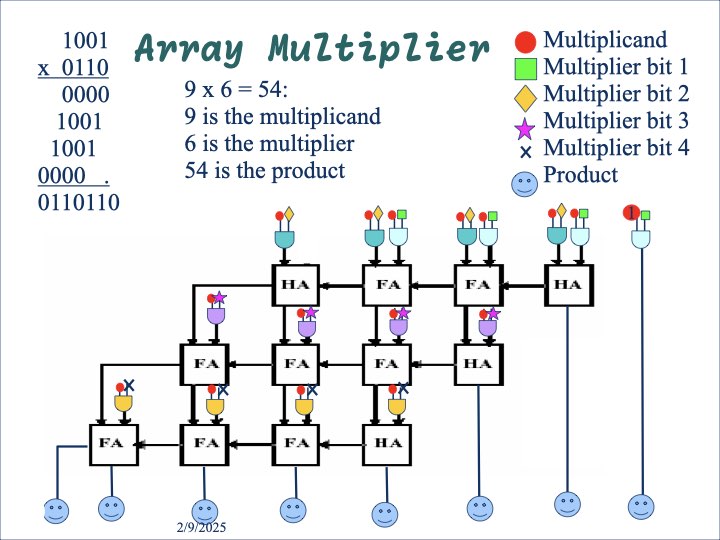 Array Multiplier
1001
x 0110
0000
1001
1001
0000 .
0110110
9 x 6 = 54:
9 is the multiplicand
6 is the multiplier
54 is the product
Multiplicand
Multiplier bit 1
Multiplier bit 2
Multiplier bit 3
Multiplier bit 4
Product
1
HA FA FA HA
FA FA FA HA
FA FA FA HA
2/9/2025